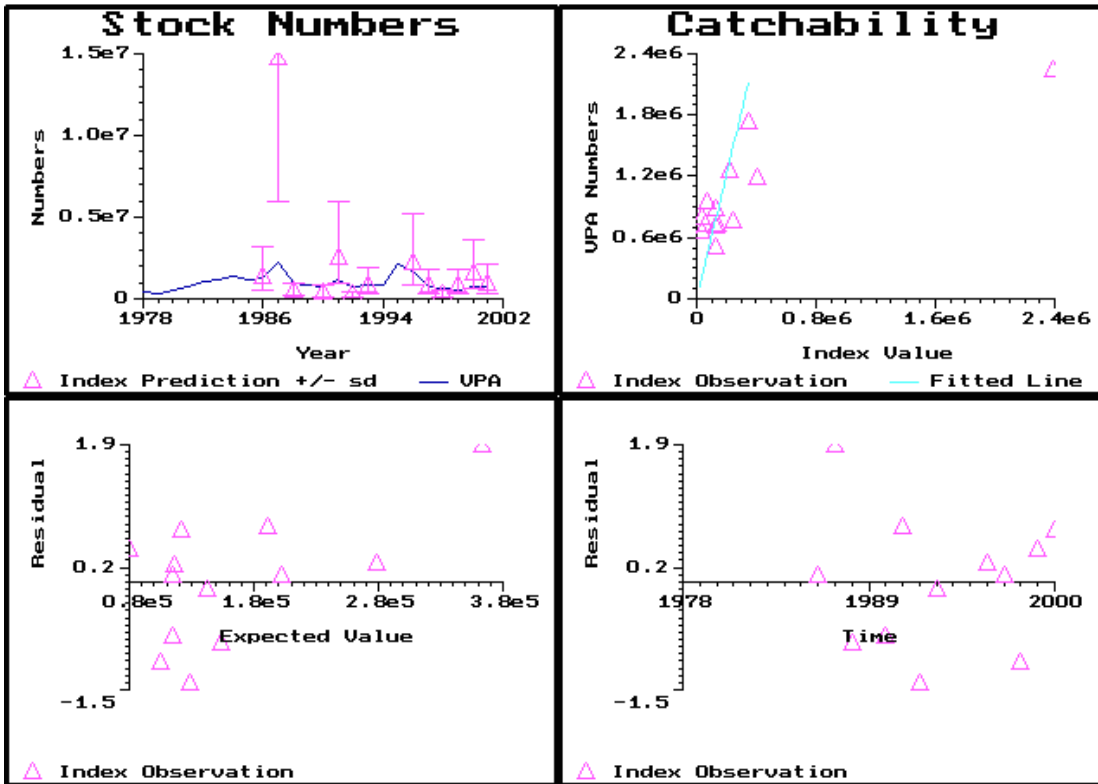 Stock Numbers
1.5e7
1.0e7
0.5e7
0
Numbers
1978 1986 1994 2002
Year
Index Prediction +/- sd VPA
Catchability
2.4e6
1.8e6
1.2e6
0.6e6
0
VPA Numbers
0 0.8e6 1.6e6 2.4e6
Index Value
Index Observation Fitted Line
1.9
0.2
-1.5
Residual
0.8e5 1.8e5 2.8e5 3.8e5
Expected Value
Index Observation
1.9
0.2
-1.5
Residual
1978 1989 2000
Time
Index Observation